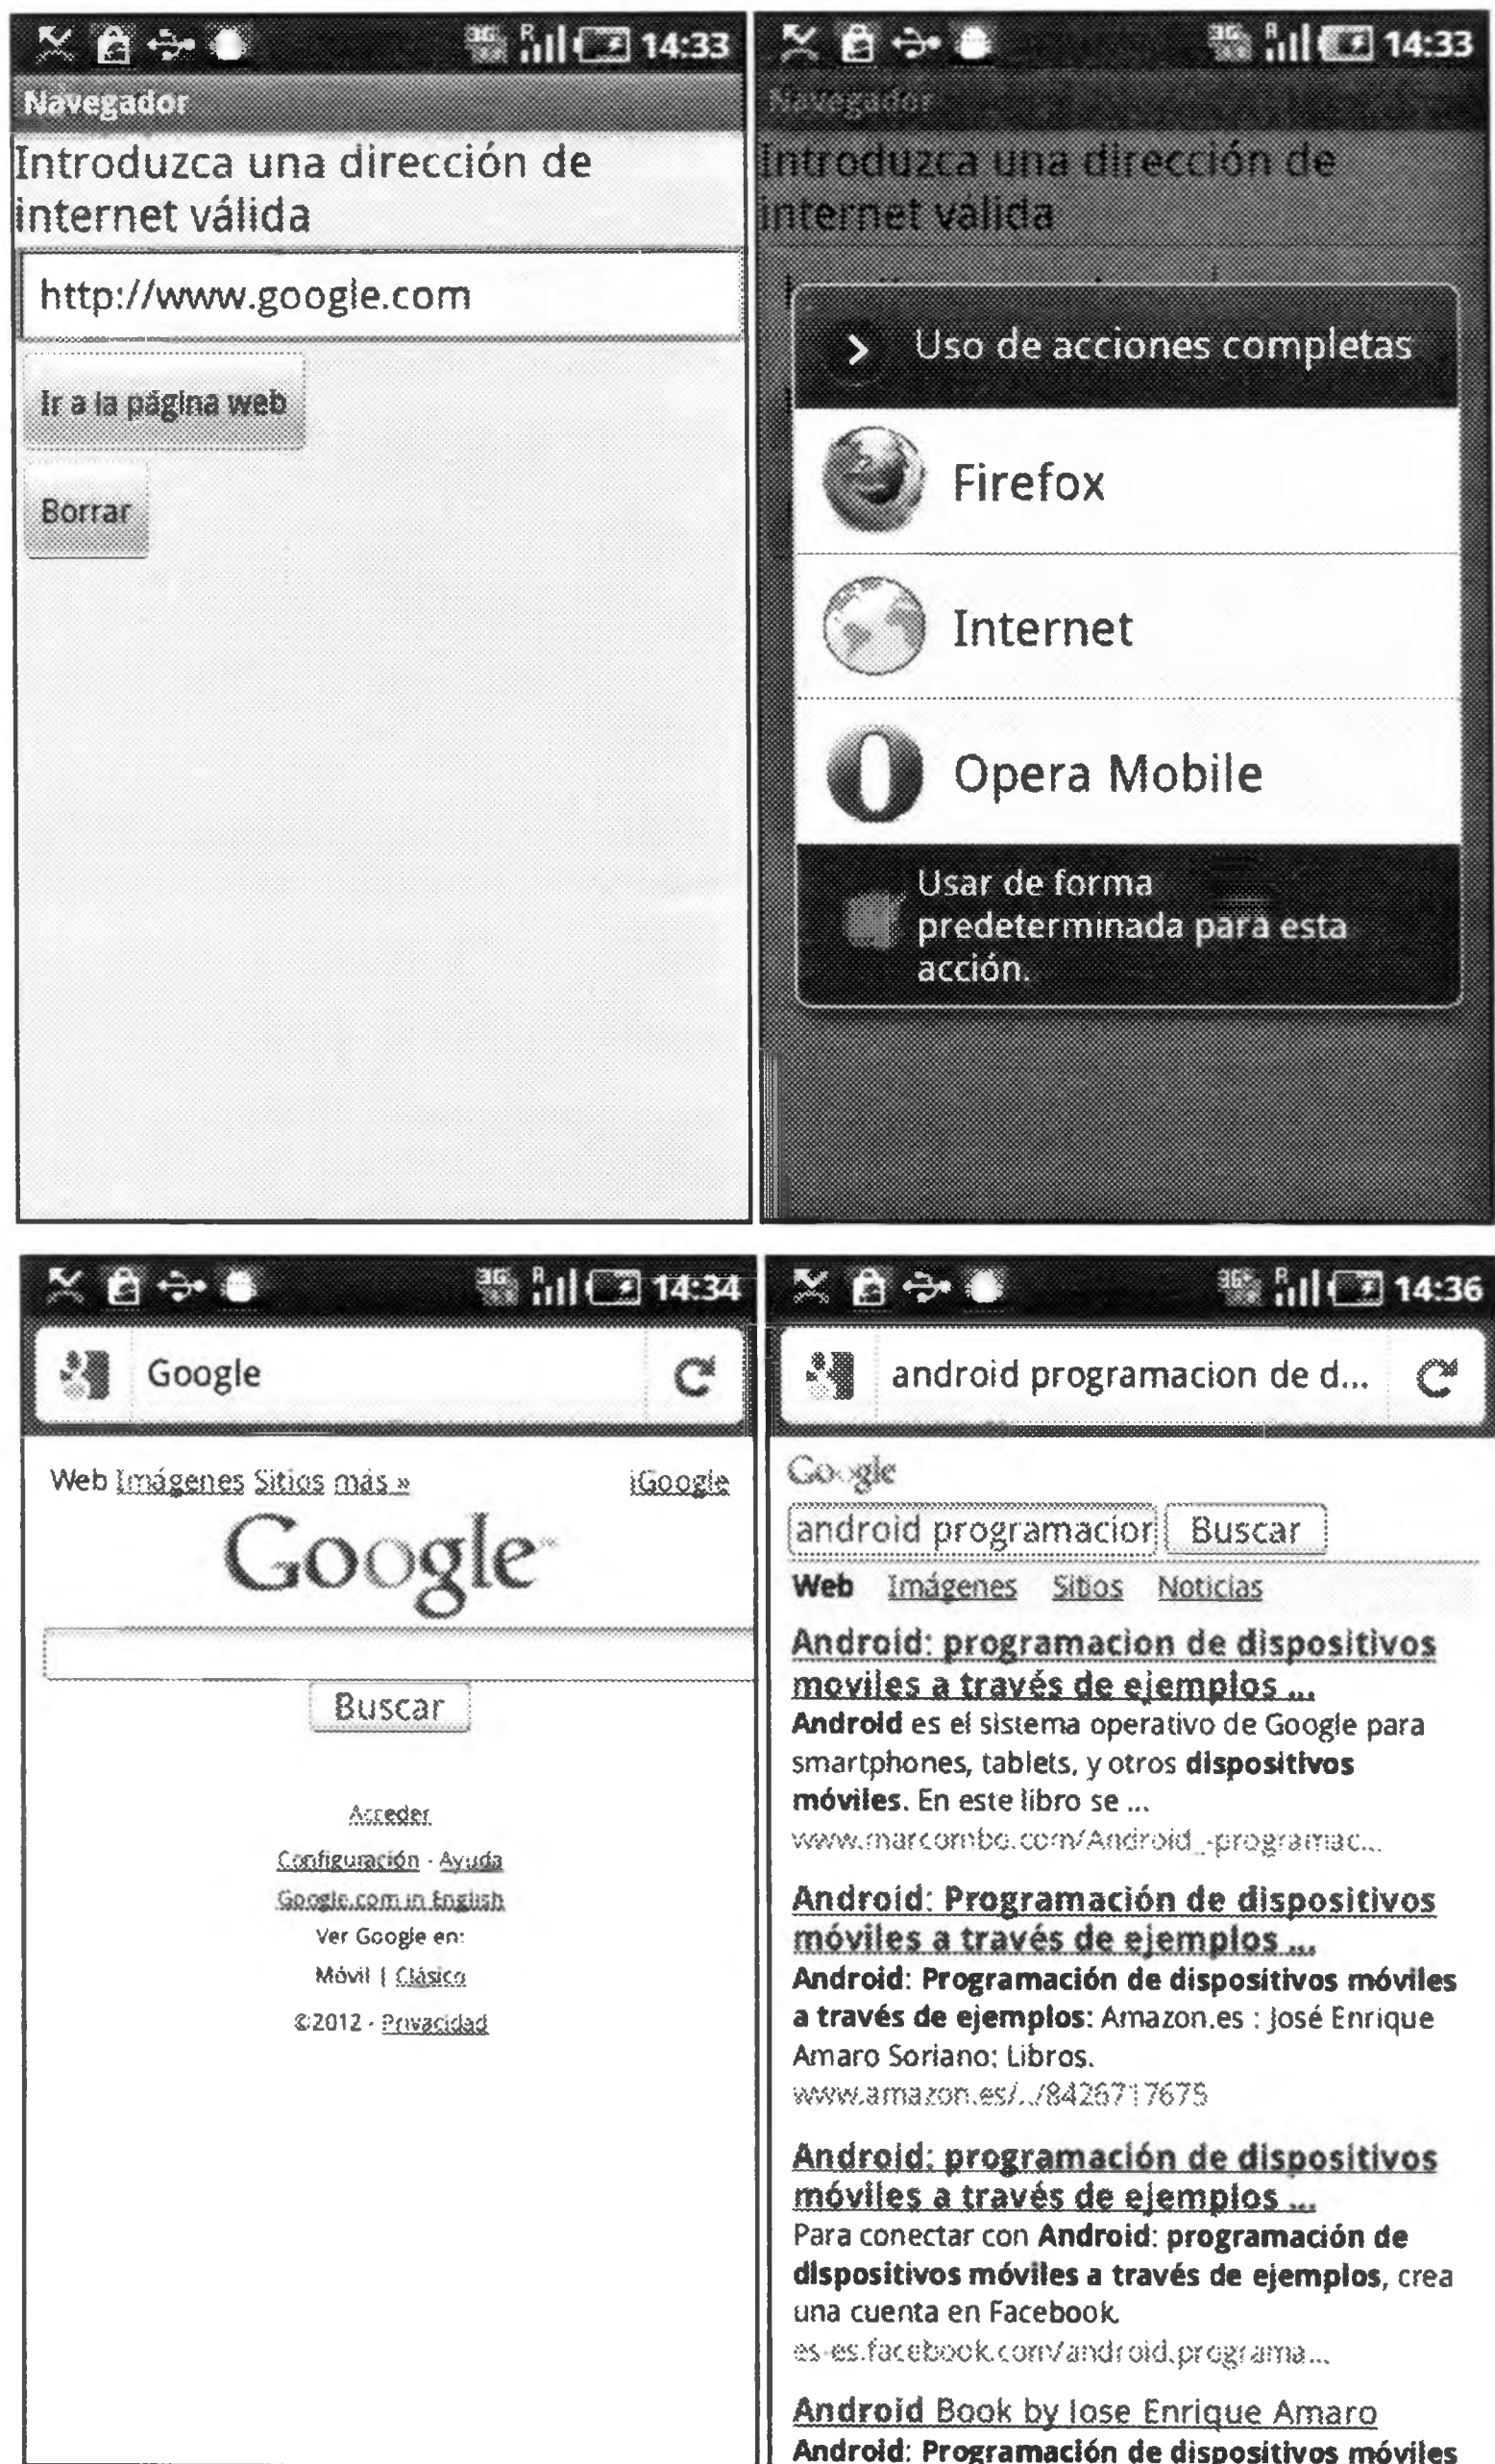 14:33
Navegador
Introduzca una dirección de
internet válida
http://www.google.com
Ir a la página web
Borrar
14:33
Navegador
Introduzca una dirección de
internet válida
Uso de acciones completas
Firefox
Internet
Opera Mobile
Usar de forma
predeterminada para esta
acción.
3G R 14:34
Google
Web Imágenes Sitios más » iGoogle
Google
Buscar
Acceder
Configuración - Ayuda
Google.com in English
Ver Google en:
Móvil | Clásico
©2012 - Privacidad
3G R 14:36
android programacion de d...
Google
android programacion Buscar
Web Imágenes Sitios Noticias
Android: programacion de dispositivos
moviles a través de ejemplos ...
Android es el sistema operativo de Google para
smartphones, tablets, y otros dispositivos
móviles. En este libro se ...
www.marcombo.com/Android_-programac...
Android: Programación de dispositivos
móviles a través de ejemplos ...
Android: Programación de dispositivos móviles
a través de ejemplos: Amazon.es : José Enrique
Amaro Soriano: Libros.
www.amazon.es/../8426717675
Android: programación de dispositivos
móviles a través de ejemplos ...
Para conectar con Android: programación de
dispositivos móviles a través de ejemplos, crea
una cuenta en Facebook.
es-es.facebook.com/android.programa...
Android Book by Jose Enrique Amaro
Android: Programación de dispositivos móviles